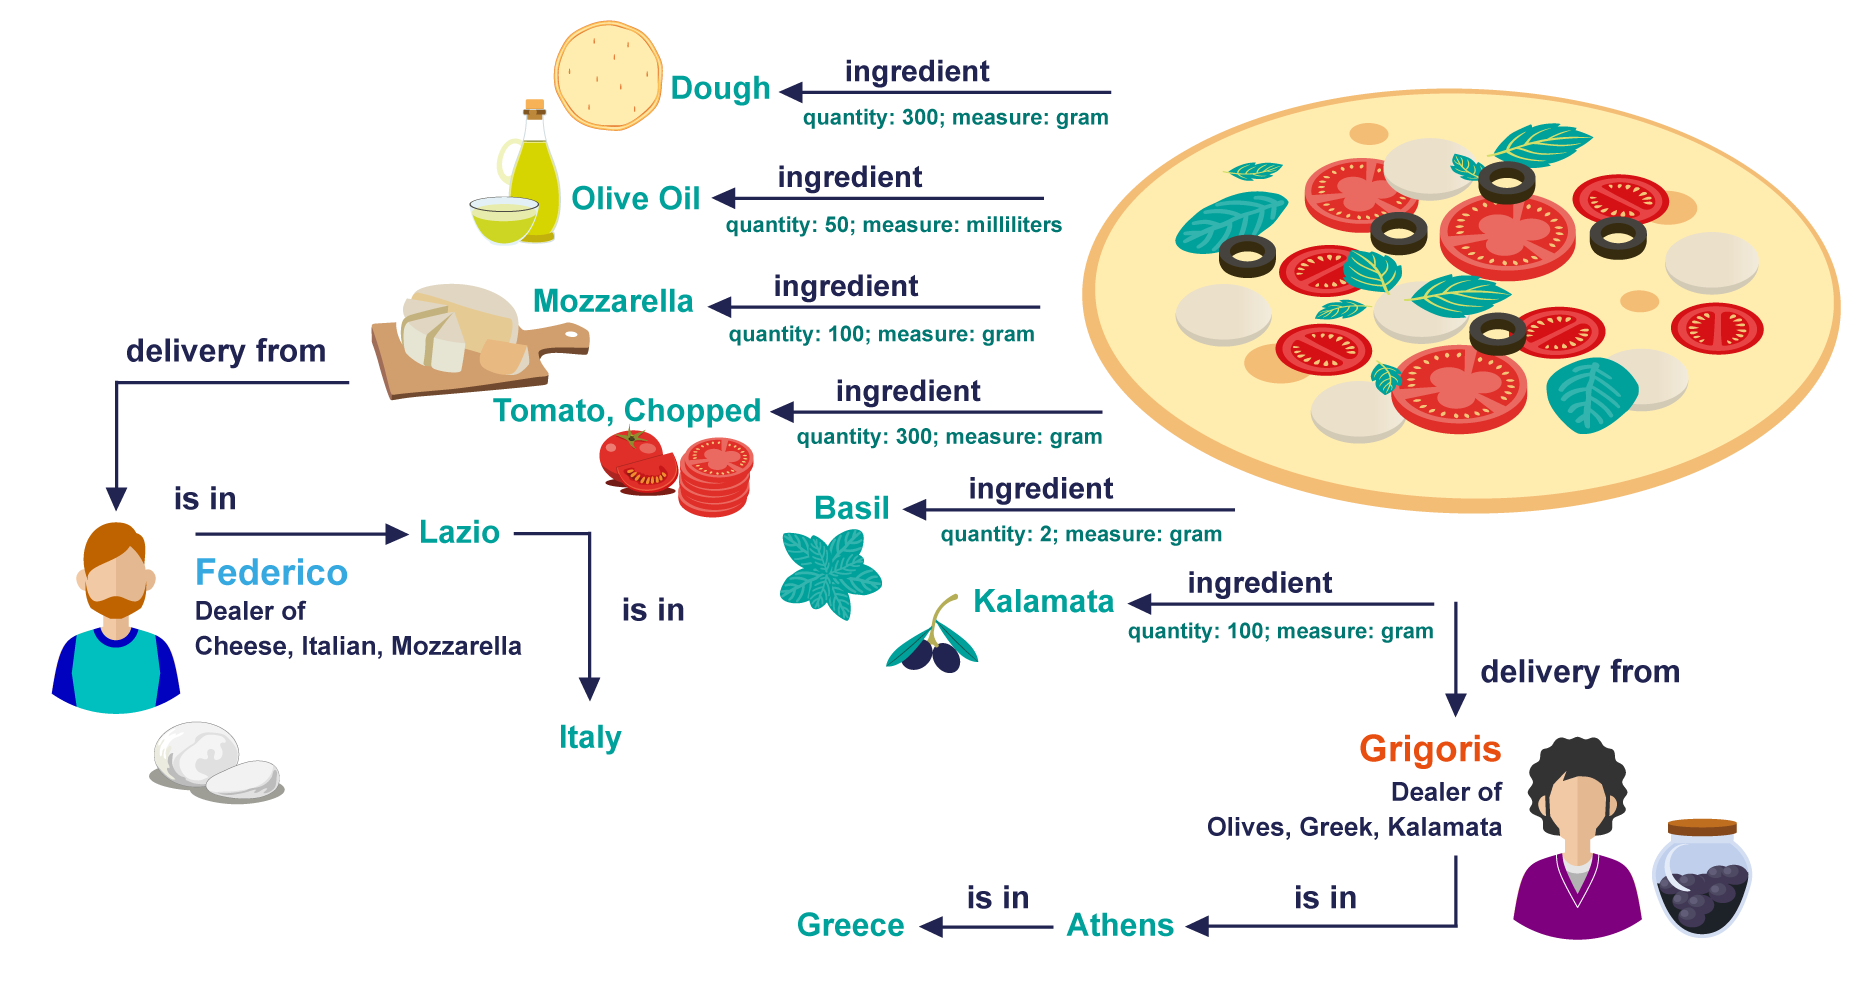 ingredient
Dough
quantity: 300; measure: gram
ingredient
Olive Oil
quantity: 50; measure: milliliters
ingredient
Mozzarella
quantity: 100; measure: gram
delivery from
ingredient
Tomato, Chopped
quantity: 300; measure: gram
is in
Lazio
Federico
Dealer of
Cheese, Italian, Mozzarella
is in
Italy
ingredient
Basil
quantity: 2; measure: gram
ingredient
Kalamata
quantity: 100; measure: gram
delivery from
Grigoris
Dealer of
Olives, Greek, Kalamata
is in
Athens
is in
Greece